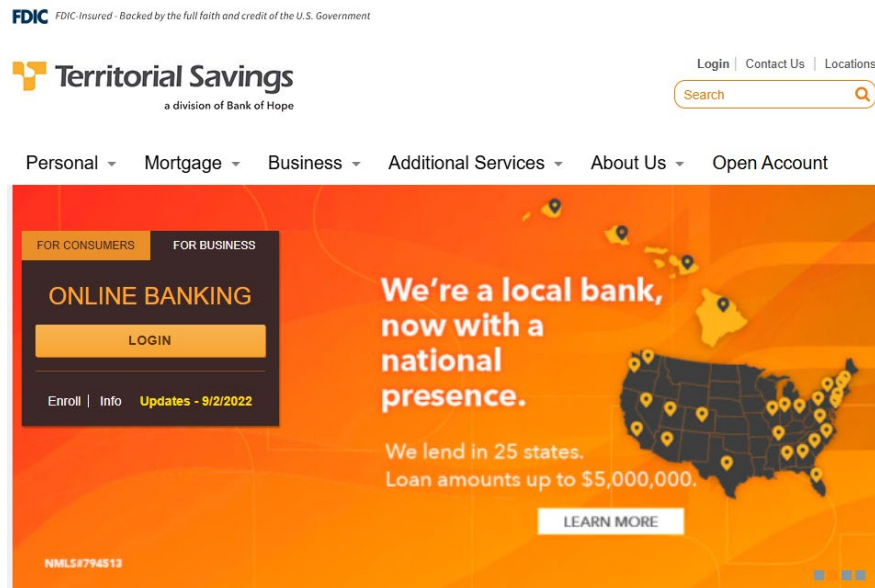 FDIC FDIC-Insured - Backed by the full faith and credit of the U.S. Government
Territorial Savings
a division of Bank of Hope
Login | Contact Us | Locations
Search
Personal Mortgage Business Additional Services About Us Open Account
FOR CONSUMERS FOR BUSINESS
ONLINE BANKING
LOGIN
Enroll | Info Updates - 9/2/2022
We're a local bank,
now with a
national
presence.
We lend in 25 states.
Loan amounts up to $5,000,000.
LEARN MORE
NMLS#794513